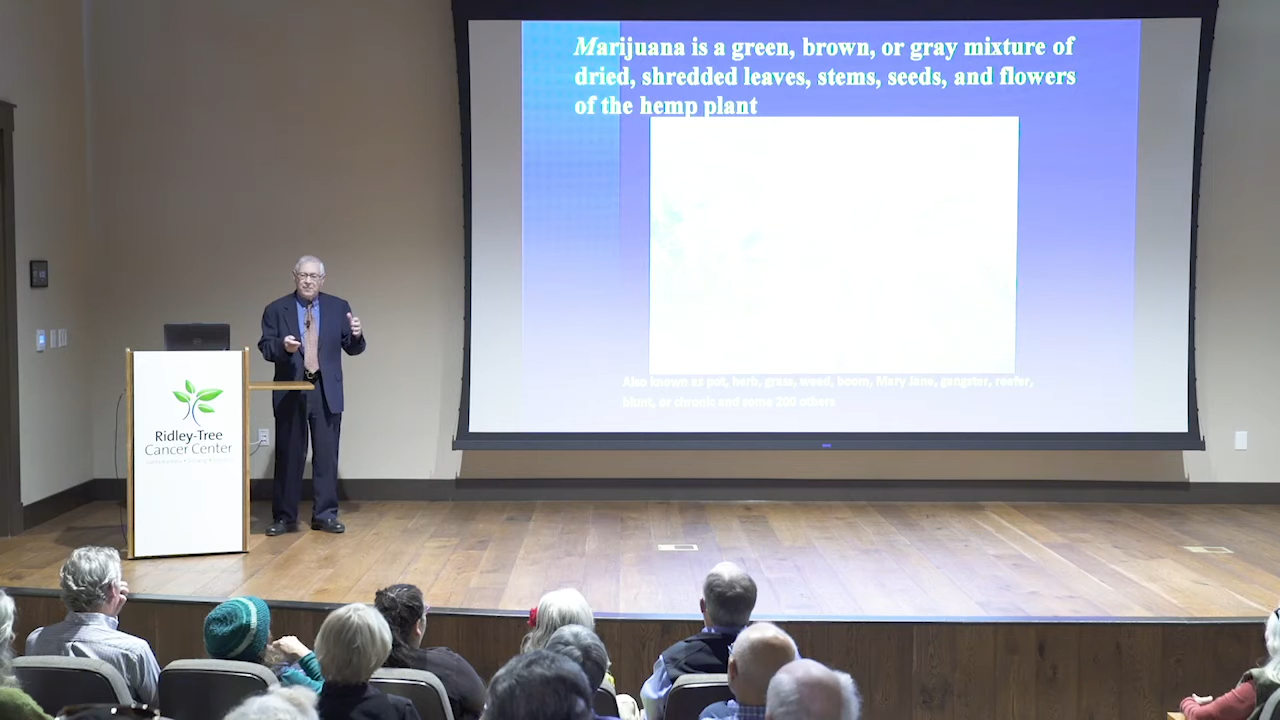 Marijuana is a green, brown, or gray mixture of
dried, shredded leaves, stems, seeds, and flowers
of the hemp plant
Also known as pot, herb, grass, weed, boom, Mary Jane, gangster, reefer,
blunt, or chronic and some 200 others
Ridley-Tree
Cancer Center